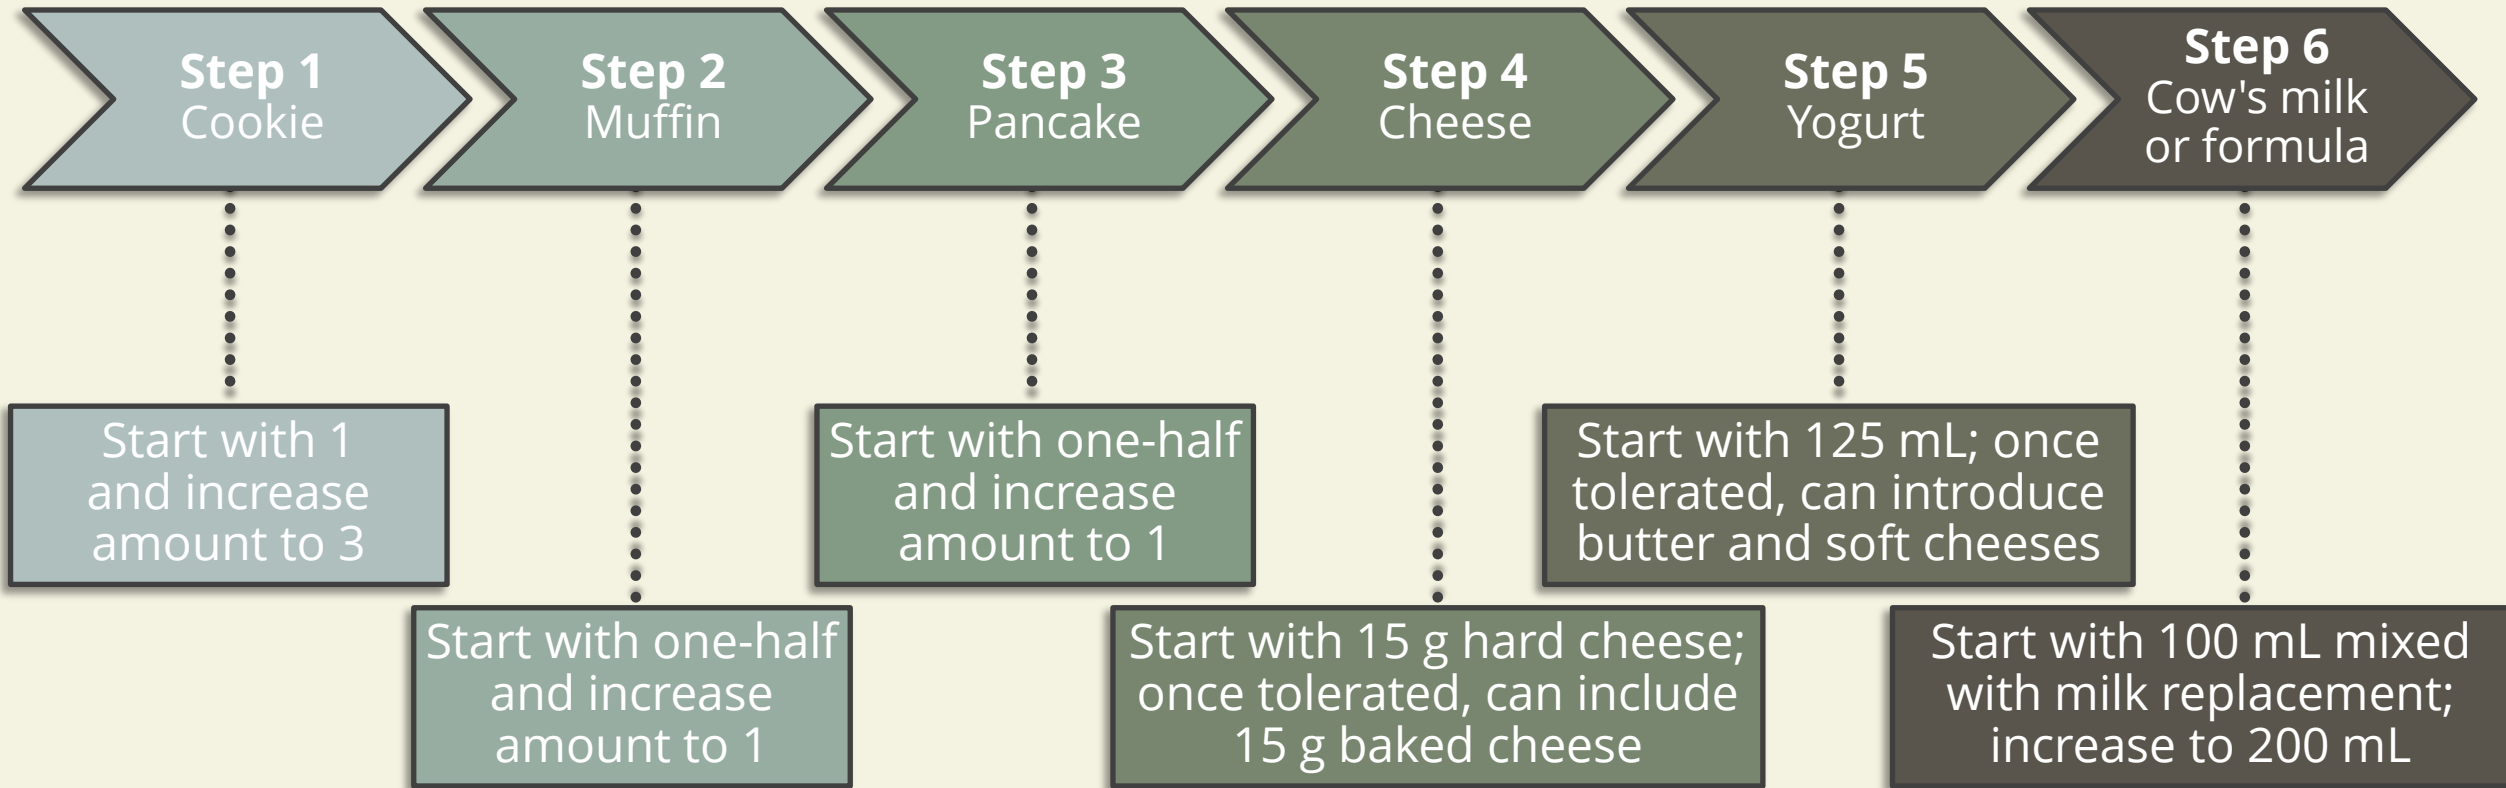 Step 1
Cookie
Step 2
Muffin
Step 3
Pancake
Step 4
Cheese
Step 5
Yogurt
Step 6
Cow's milk
or formula
Start with 1
and increase
amount to 3
Start with one-half
and increase
amount to 1
Start with one-half
and increase
amount to 1
Start with 15 g hard cheese;
once tolerated, can include
15 g baked cheese
Start with 125 mL; once
tolerated, can introduce
butter and soft cheeses
Start with 100 mL mixed
with milk replacement;
increase to 200 mL